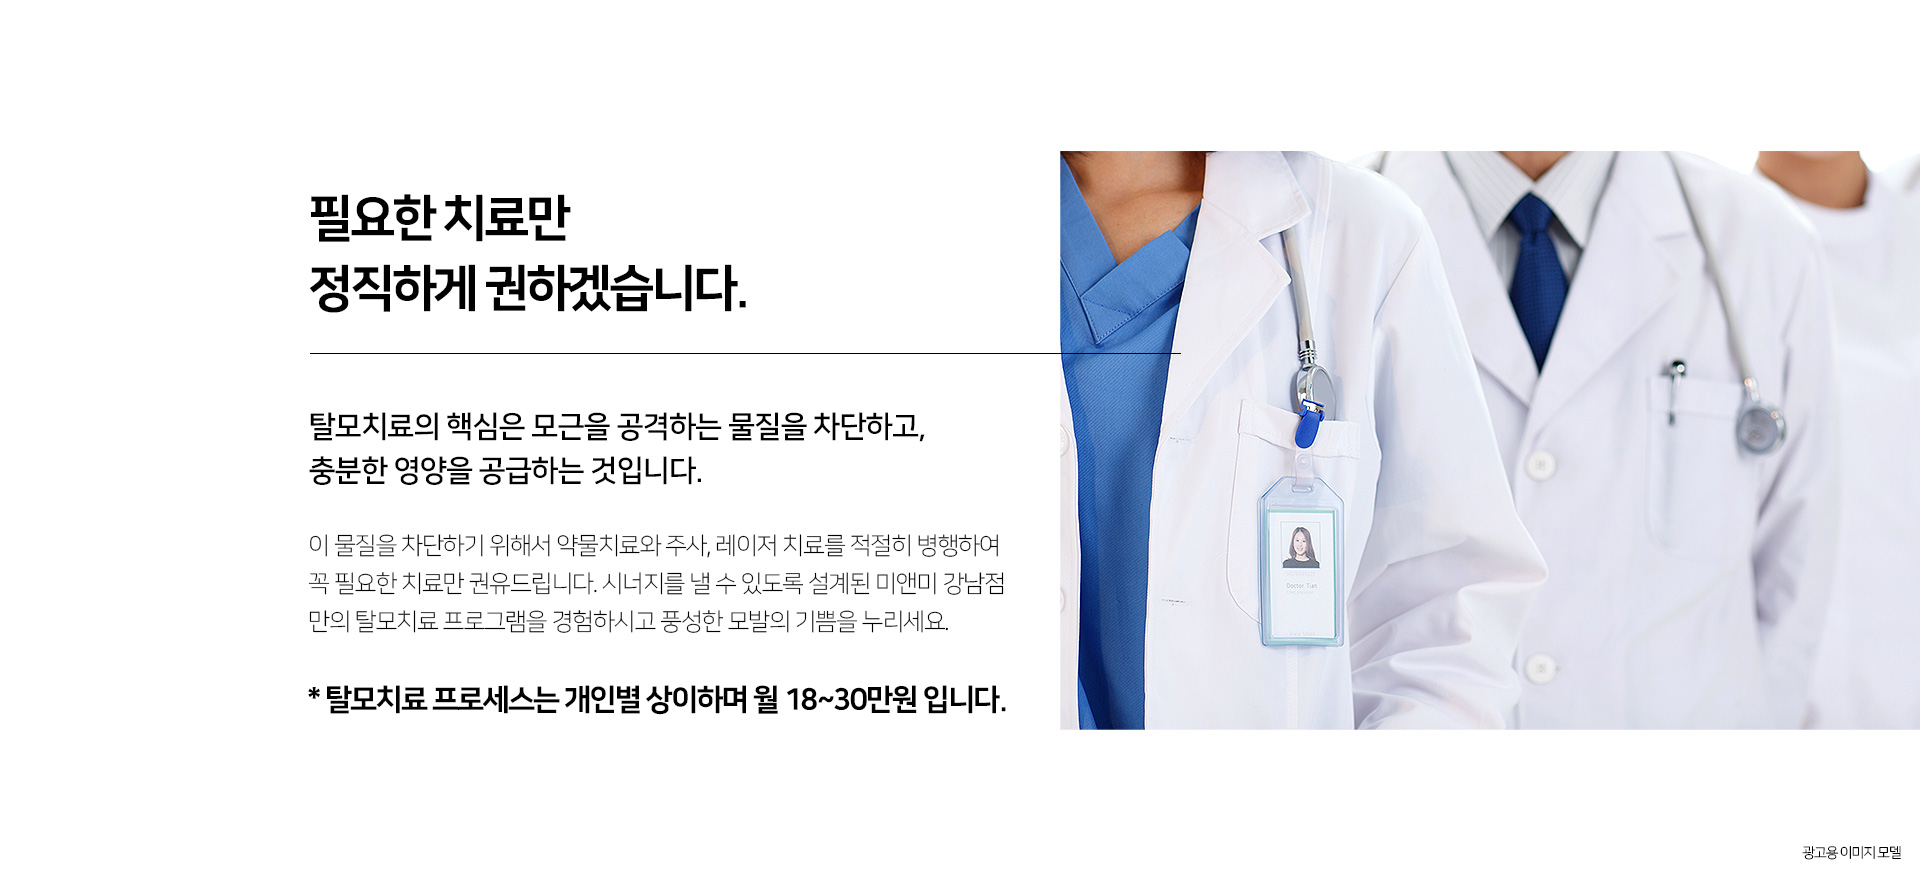 필요한 치료만
정직하게 권하겠습니다.
탈모치료의 핵심은 모근을 공격하는 물질을 차단하고,
충분한 영양을 공급하는 것입니다.
이 물질을 차단하기 위해서 약물치료와 주사, 레이저 치료를 적절히 병행하여
꼭 필요한 치료만 권유드립니다. 시너지를 낼 수 있도록 설계된 미앤미 강남점
만의 탈모치료 프로그램을 경험하시고 풍성한 모발의 기쁨을 누리세요.
* 탈모치료 프로세스는 개인별 상이하며 월 18~30만원 입니다.
Doctor Tian
광고용 이미지 모델